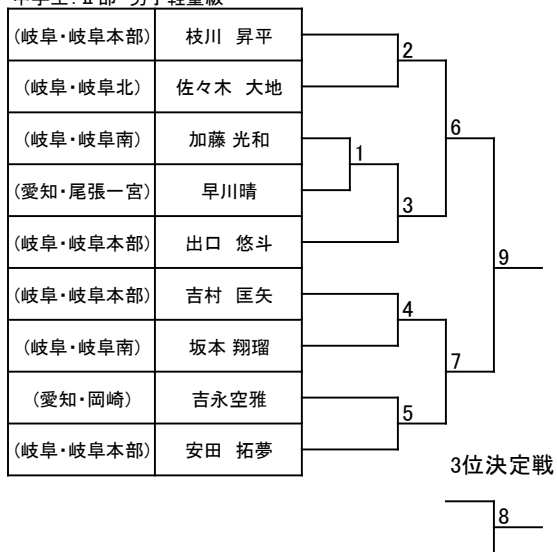 中学生:Ⅱ部 男子軽量級
(岐阜・岐阜本部) 枝川 昇平
2
(岐阜・岐阜北) 佐々木 大地
6
(岐阜・岐阜南) 加藤 光和
1
(愛知・尾張一宮) 早川晴
3
(岐阜・岐阜本部) 出口 悠斗
9
(岐阜・岐阜本部) 吉村 匡矢
4
(岐阜・岐阜南) 坂本 翔瑠
7
(愛知・岡崎) 吉永空雅
5
(岐阜・岐阜本部) 安田 拓夢
3位決定戦
8